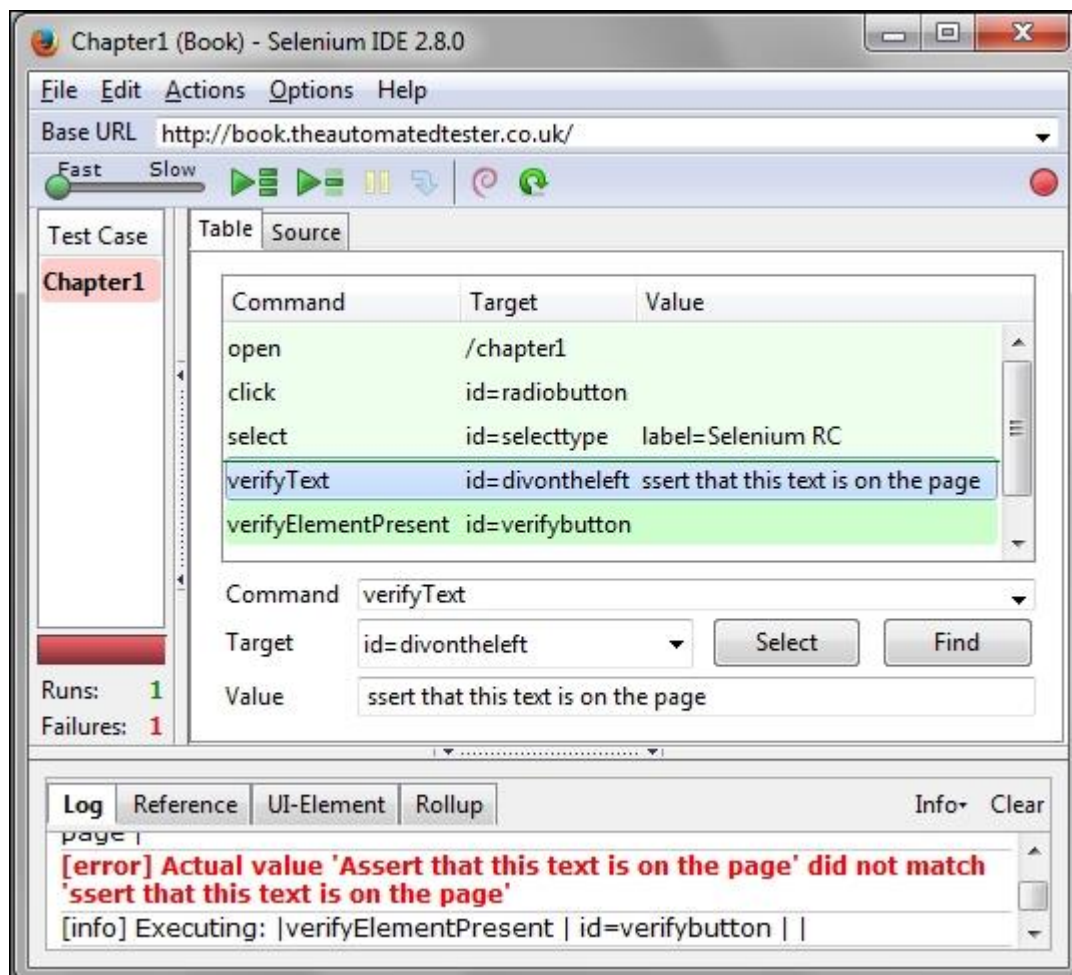 Chapter1 (Book) - Selenium IDE 2.8.0
File Edit Actions Options Help
Base URL http://book.theautomatedtester.co.uk/
Fast Slow
Test Case
Chapter1
Table Source
Command Target Value
open /chapter1
click id=radiobutton
select id=selecttype label=Selenium RC
verifyText id=divontheleft ssert that this text is on the page
verifyElementPresent id=verifybutton
Command verifyText
Target id=divontheleft Select Find
Value ssert that this text is on the page
Runs: 1
Failures: 1
Log Reference UI-Element Rollup Info Clear
page |
[error] Actual value 'Assert that this text is on the page' did not match
'ssert that this text is on the page'
[info] Executing: |verifyElementPresent | id=verifybutton | |